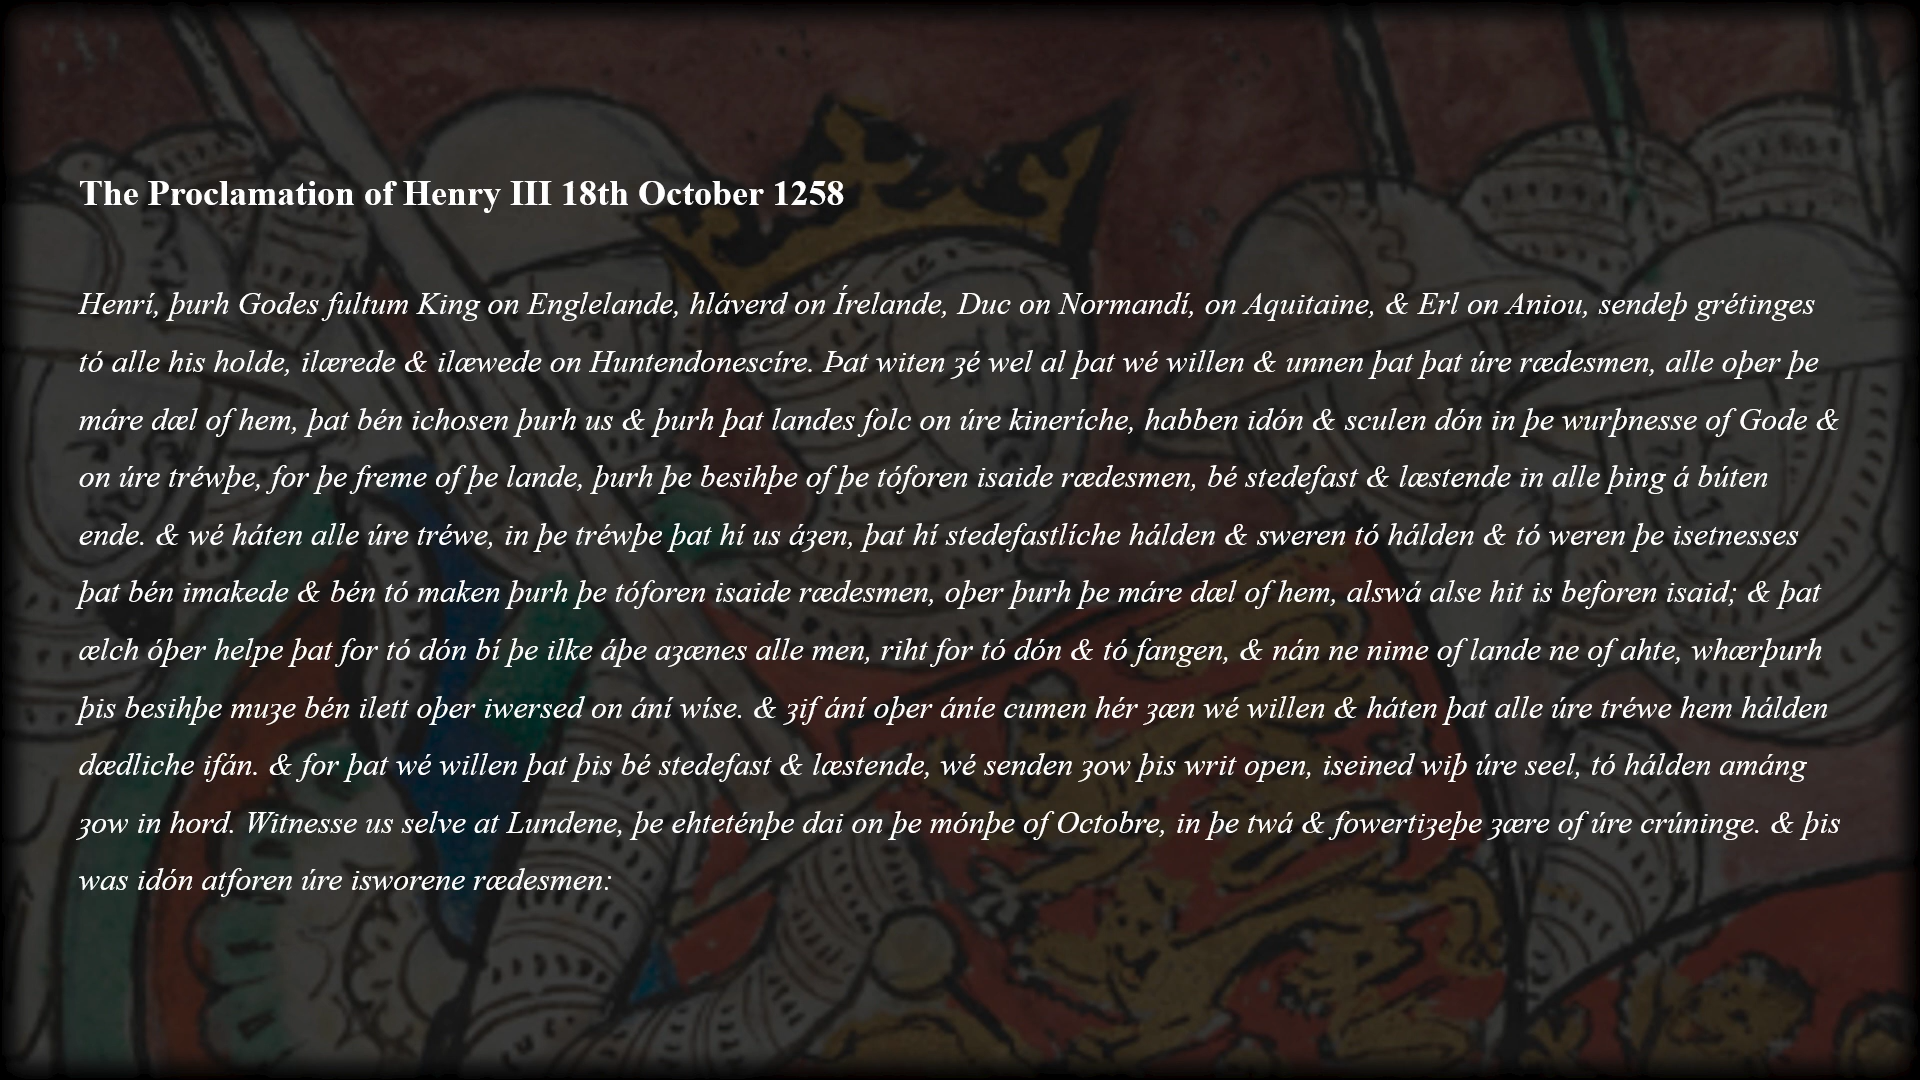 The Proclamation of Henry III 18th October 1258
Henrí, þurh Godes fultum King on Englelande, hláverd on Írelande, Duc on Normandí, on Aquitaine, & Erl on Aniou, sendeþ grétinges
tó alle his holde, ilærede & ilæwede on Huntendonescíre. Þat witen ȝé wel al þat wé willen & unnen þat þat úre rædesmen, alle oþer þe
máre dæl of hem, þat bén ichosen þurh us & þurh þat landes folc on úre kineríche, habben idón & sculen dón in þe wurþnesse of Gode &
on úre tréwþe, for þe freme of þe lande, þurh þe besihþe of þe tóforen isaide rædesmen, bé stedefast & læstende in alle þing á búten
ende. & wé háten alle úre tréwe, in þe tréwþe þat hí us áȝen, þat hí stedefastlíche hálden & sweren tó hálden & tó weren þe isetnesses
þat bén imakede & bén tó maken þurh þe tóforen isaide rædesmen, oþer þurh þe máre dæl of hem, alswá alse hit is beforen isaid; & þat
ælch óþer helpe þat for tó dón bí þe ilke áþe aȝænes alle men, riht for tó dón & tó fangen, & nán ne nime of lande ne of ahte, whærþurh
þis besihþe muȝe bén ilett oþer iwersed on ání wíse. & ȝif ání oþer áníe cumen hér ȝæn wé willen & háten þat alle úre tréwe hem hálden
dædliche ifán. & for þat wé willen þat þis bé stedefast & læstende, wé senden ȝow þis writ open, iseined wiþ úre seel, tó hálden amáng
ȝow in hord. Witnesse us selve at Lundene, þe ehteténþe dai on þe mónþe of Octobre, in þe twá & fowertiȝeþe ȝære of úre crúninge. & þis
was idón atforen úre isworene rædesmen: